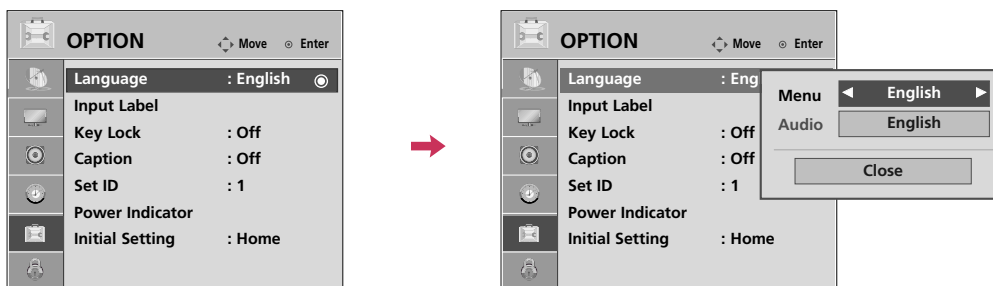 OPTION Move Enter
Language : English
Input Label
Key Lock : Off
Caption : Off
Set ID : 1
Power Indicator
Initial Setting : Home
OPTION Move Enter
Language : Eng
Input Label
Key Lock : Off
Caption : Off
Set ID : 1
Power Indicator
Initial Setting : Home
Menu ◄ English ►
Audio English
Close